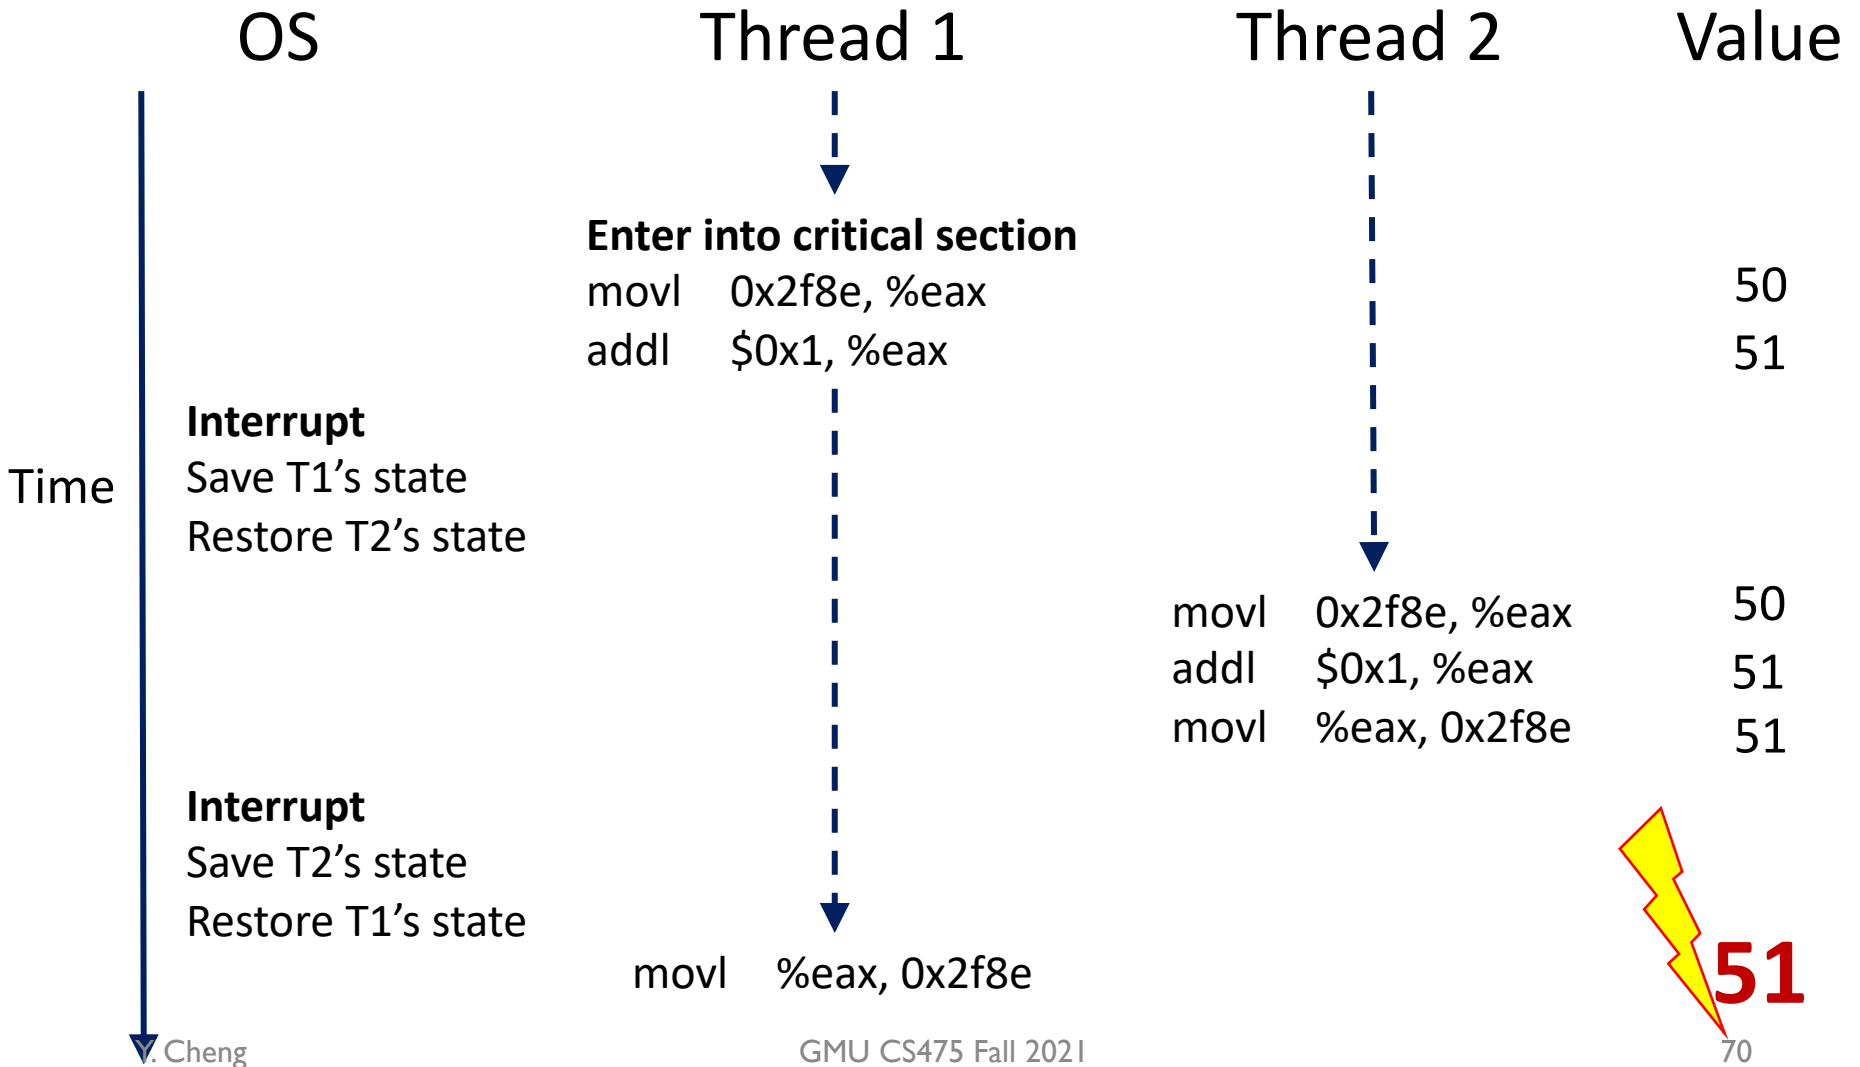 OS Thread 1 Thread 2 Value
Enter into critical section
movl 0x2f8e, %eax 50
addl $0x1, %eax 51
Interrupt
Time Save T1’s state
Restore T2’s state
movl 0x2f8e, %eax 50
addl $0x1, %eax 51
movl %eax, 0x2f8e 51
Interrupt
Save T2’s state
Restore T1’s state
movl %eax, 0x2f8e 51
Y. Cheng GMU CS475 Fall 2021 70